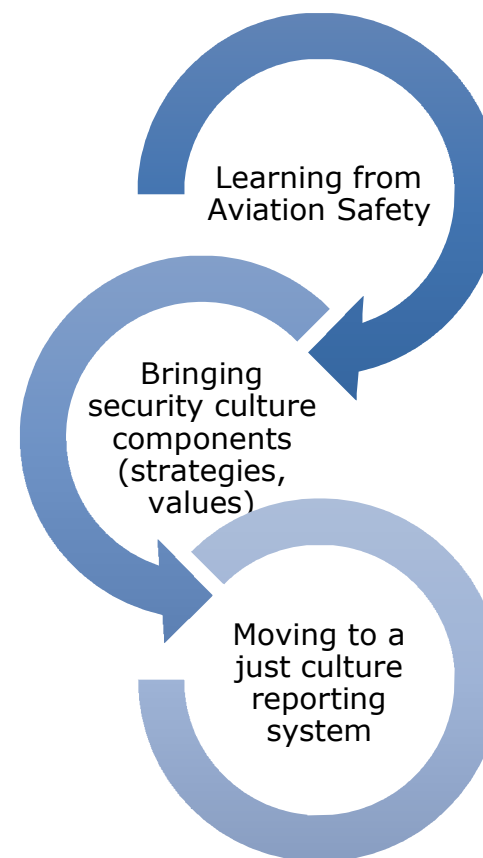 Learning from
Aviation Safety
Bringing
security culture
components
(strategies,
values)
Moving to a
just culture
reporting
system